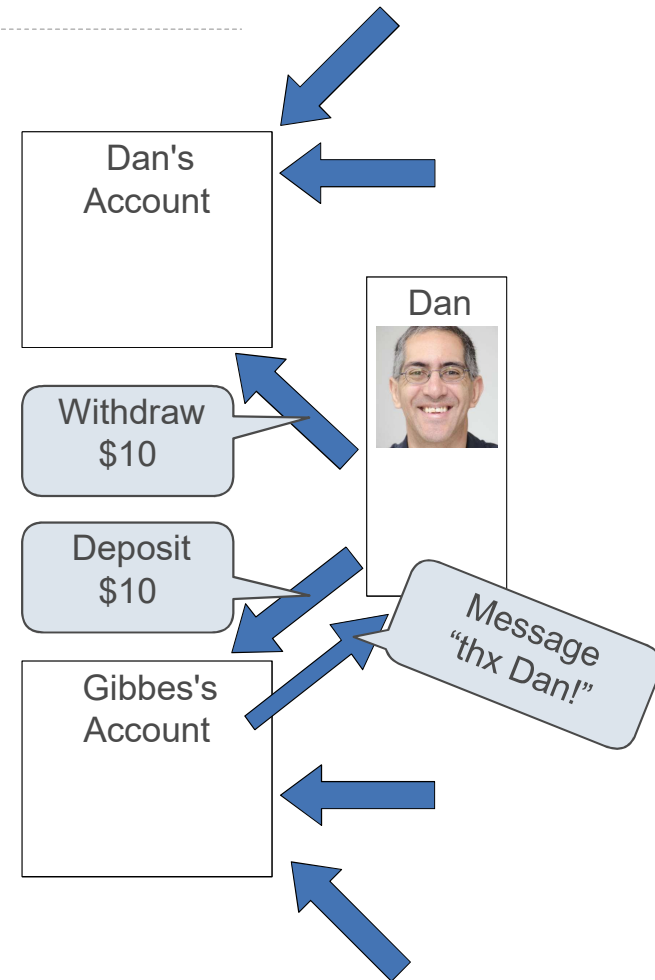 Dan's
Account
Dan
Withdraw
$10
Deposit
$10
Message
“thx Dan!”
Gibbes's
Account